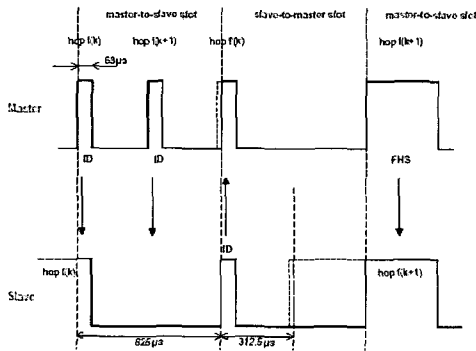 master-to-slave slot
slave-to-master slot
master-to-slave slot
hop f(k)
hop f(k+1)
hop f'(k)
hop f(k+1)
68µs
Master
ID
ID
FHS
ID
hop f(k)
hop f(k+1)
Slave
625µs
312.5µs